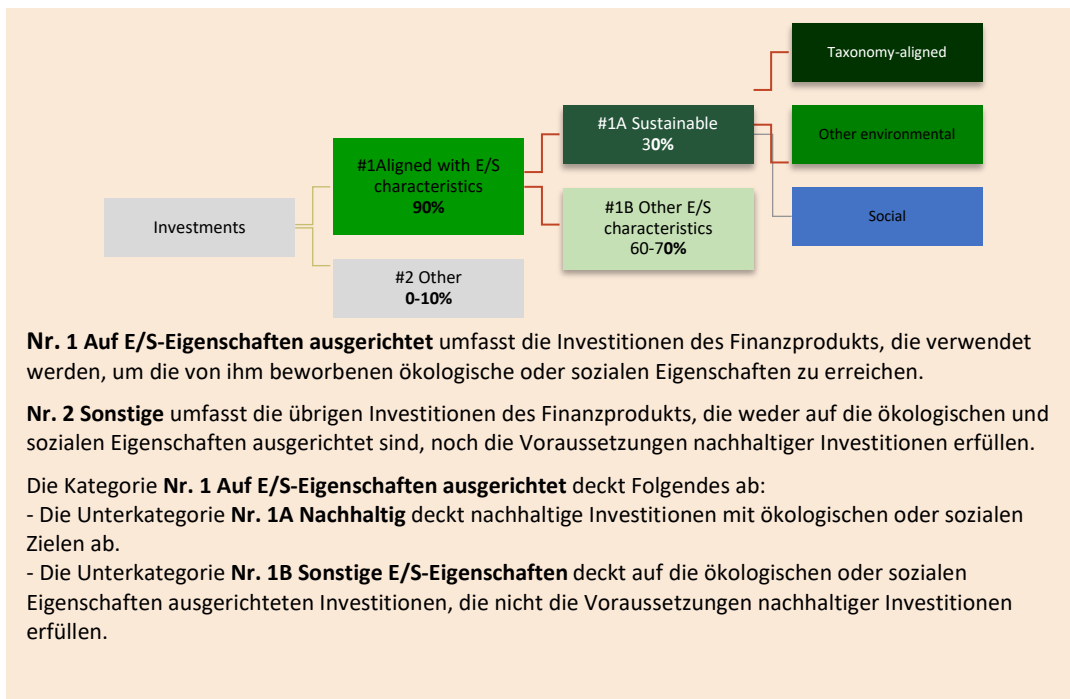 Taxonomy-aligned
#1A Sustainable
30%
Other environmental
#1Aligned with E/S
characteristics
90%
#1B Other E/S
characteristics
60-70%
Social
Investments
#2 Other
0-10%
Nr. 1 Auf E/S-Eigenschaften ausgerichtet umfasst die Investitionen des Finanzprodukts, die verwendet
werden, um die von ihm beworbenen ökologische oder sozialen Eigenschaften zu erreichen.
Nr. 2 Sonstige umfasst die übrigen Investitionen des Finanzprodukts, die weder auf die ökologischen und
sozialen Eigenschaften ausgerichtet sind, noch die Voraussetzungen nachhaltiger Investitionen erfüllen.
Die Kategorie Nr. 1 Auf E/S-Eigenschaften ausgerichtet deckt Folgendes ab:
- Die Unterkategorie Nr. 1A Nachhaltig deckt nachhaltige Investitionen mit ökologischen oder sozialen
Zielen ab.
- Die Unterkategorie Nr. 1B Sonstige E/S-Eigenschaften deckt auf die ökologischen oder sozialen
Eigenschaften ausgerichteten Investitionen, die nicht die Voraussetzungen nachhaltiger Investitionen
erfüllen.